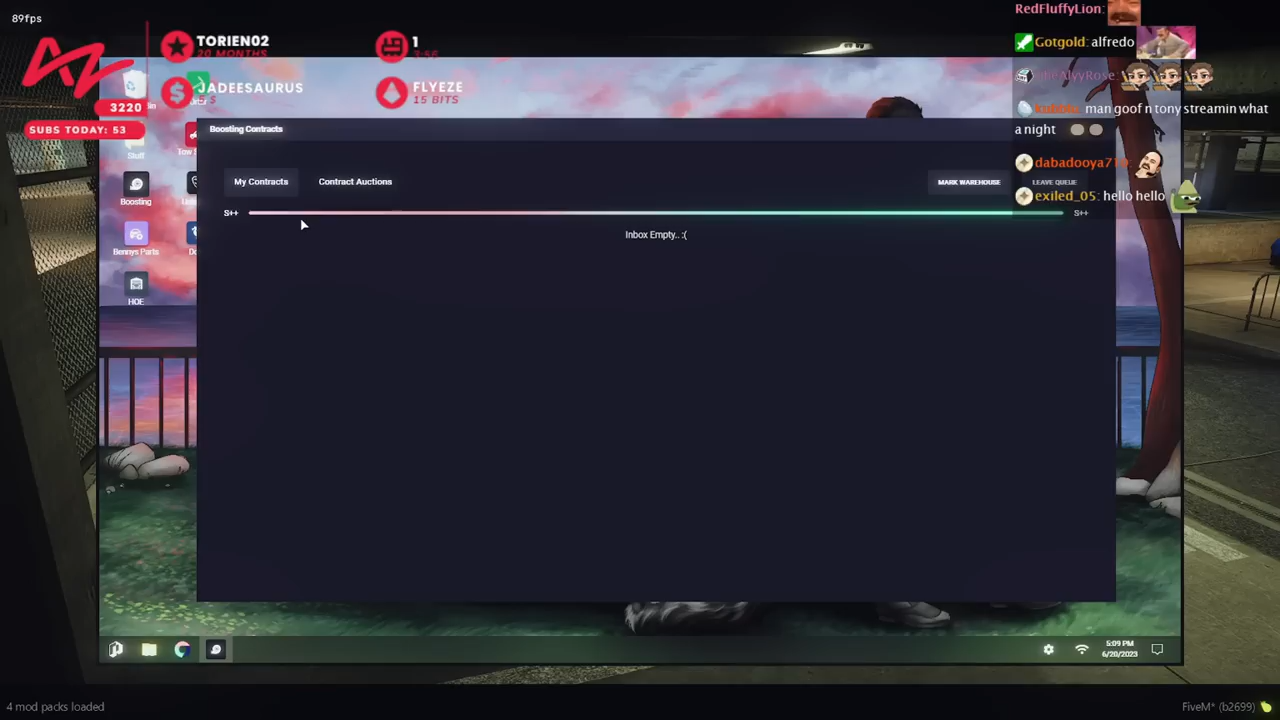 89fps
TORIEN02
20 MONTHS
1
JADEESAURUS
FLYEZE
15 BITS
3220
SUBS TODAY: 53
RedFluffyLion:
Gotgold: alfredo
man goof n tony streamin what
a night
exiled_05: hello hello
Boosting Contracts
My Contracts
Contract Auctions
MARK WAREHOUSE
LEAVE QUEUE
S++
S++
Inbox Empty.. :(
Stuff
Boosting
Bennys Parts
HOE
5:09 PM
6/20/2023
4 mod packs loaded
FiveM* (b2699)